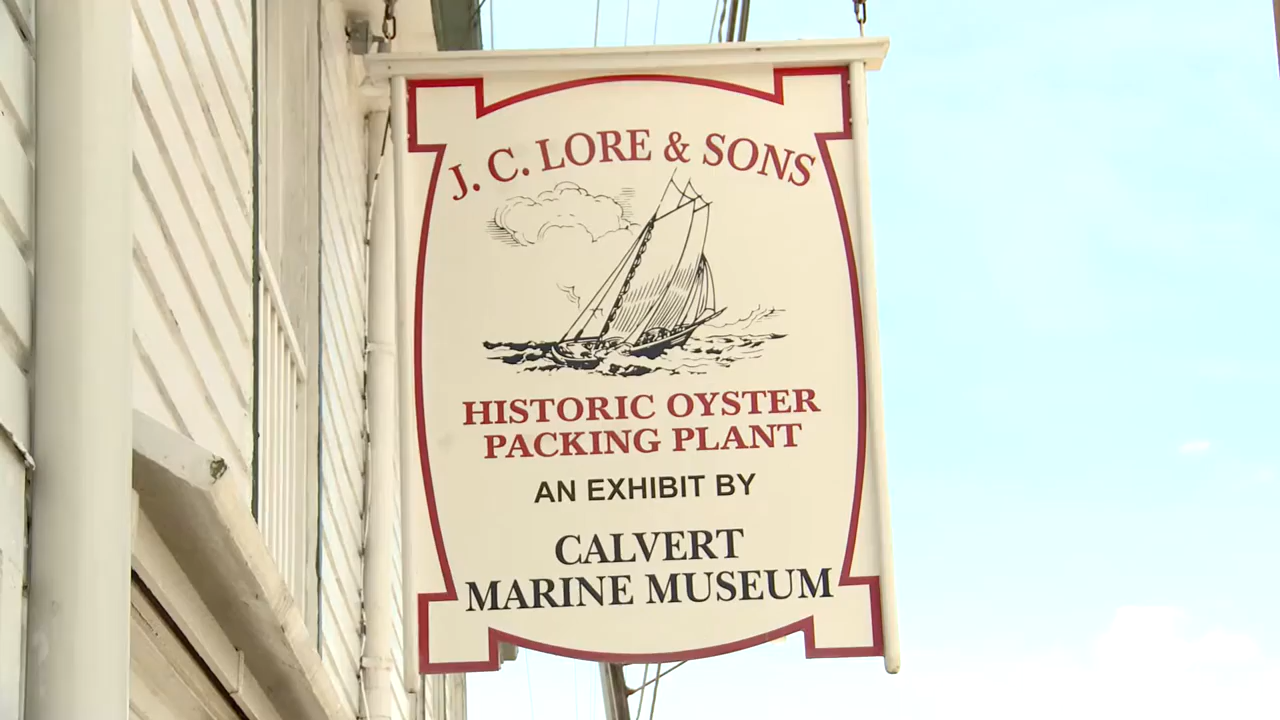 J. C. LORE & SONS
HISTORIC OYSTER
PACKING PLANT
AN EXHIBIT BY
CALVERT
MARINE MUSEUM